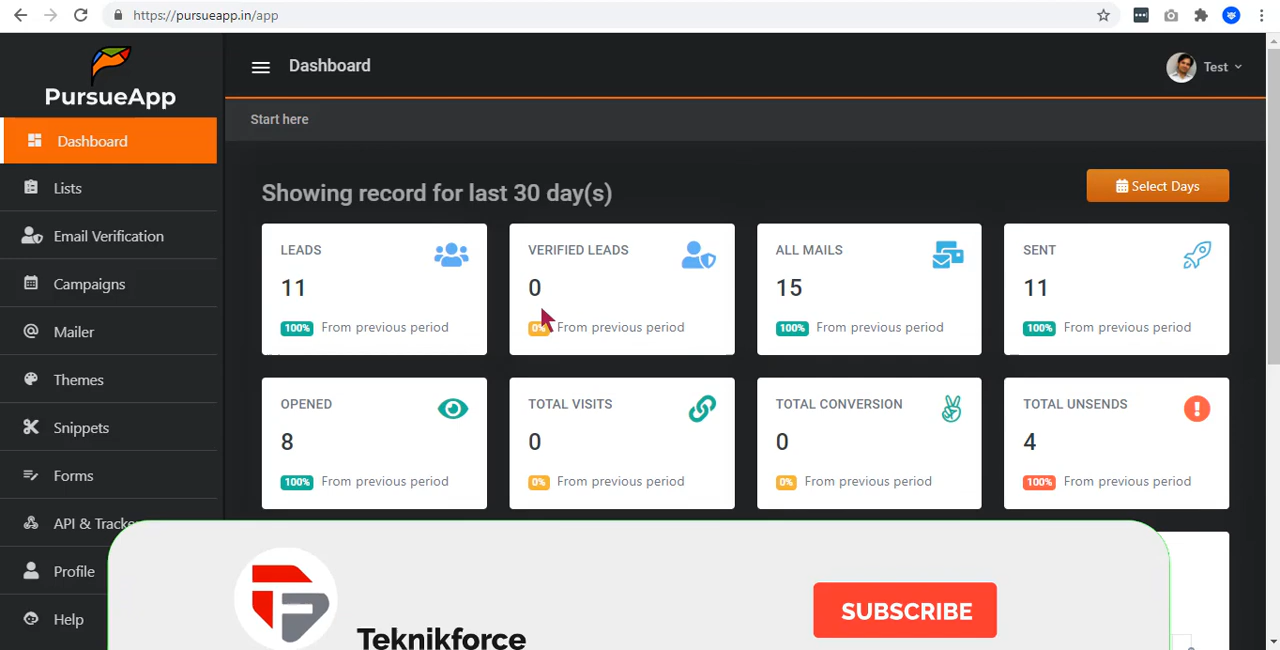 https://pursueapp.in/app
PursueApp
Dashboard
Test
Dashboard
Start here
Lists
Email Verification
Campaigns
Mailer
Themes
Snippets
Forms
API & Tracke
Profile
Help
Showing record for last 30 day(s)
Select Days
LEADS
11
100% From previous period
VERIFIED LEADS
0
0% From previous period
ALL MAILS
15
100% From previous period
SENT
11
100% From previous period
OPENED
8
100% From previous period
TOTAL VISITS
0
0% From previous period
TOTAL CONVERSION
0
0% From previous period
TOTAL UNSENDS
4
100% From previous period
Teknikforce
SUBSCRIBE